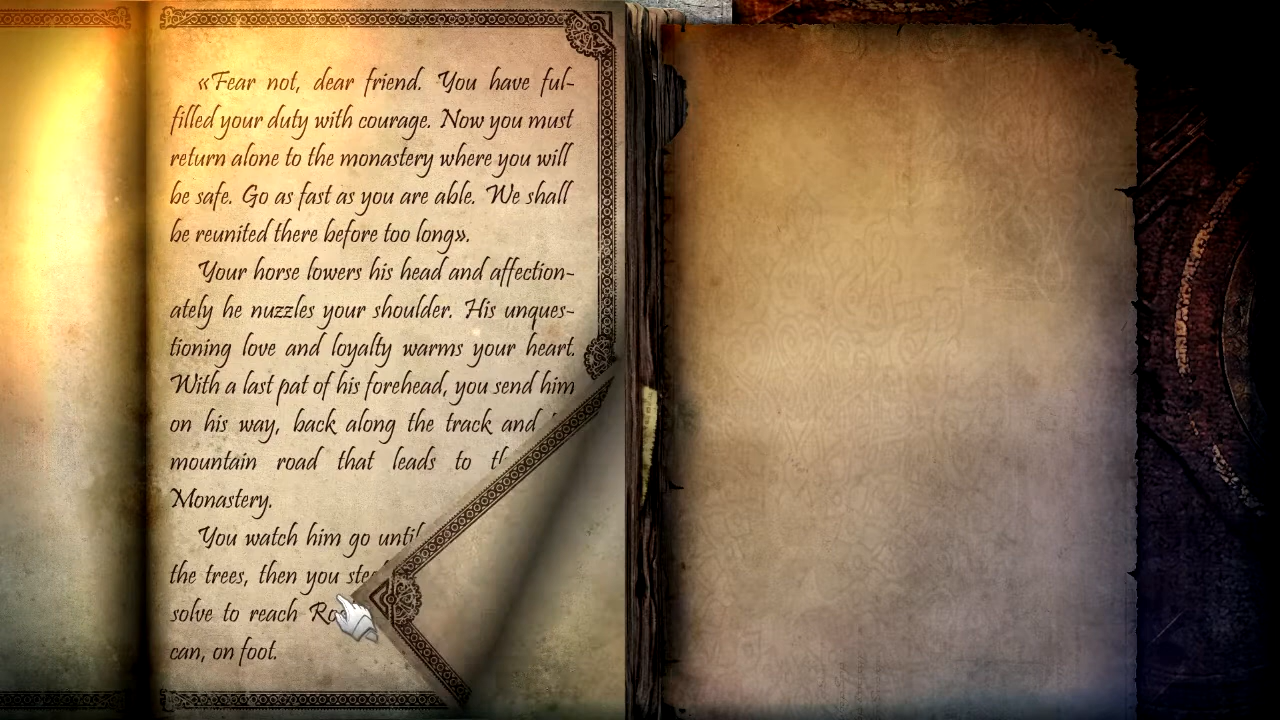 «Fear not, dear friend. You have ful-
filled your duty with courage. Now you must
return alone to the monastery where you will
be safe. Go as fast as you are able. We shall
be reunited there before too long».
Your horse lowers his head and affection-
ately he nuzzles your shoulder. His unques-
tioning love and loyalty warms your heart.
With a last pat of his forehead, you send him
on his way, back along the track and
mountain road that leads to
Monastery.
You watch him go until
the trees, then you
solve to reach
can, on foot.